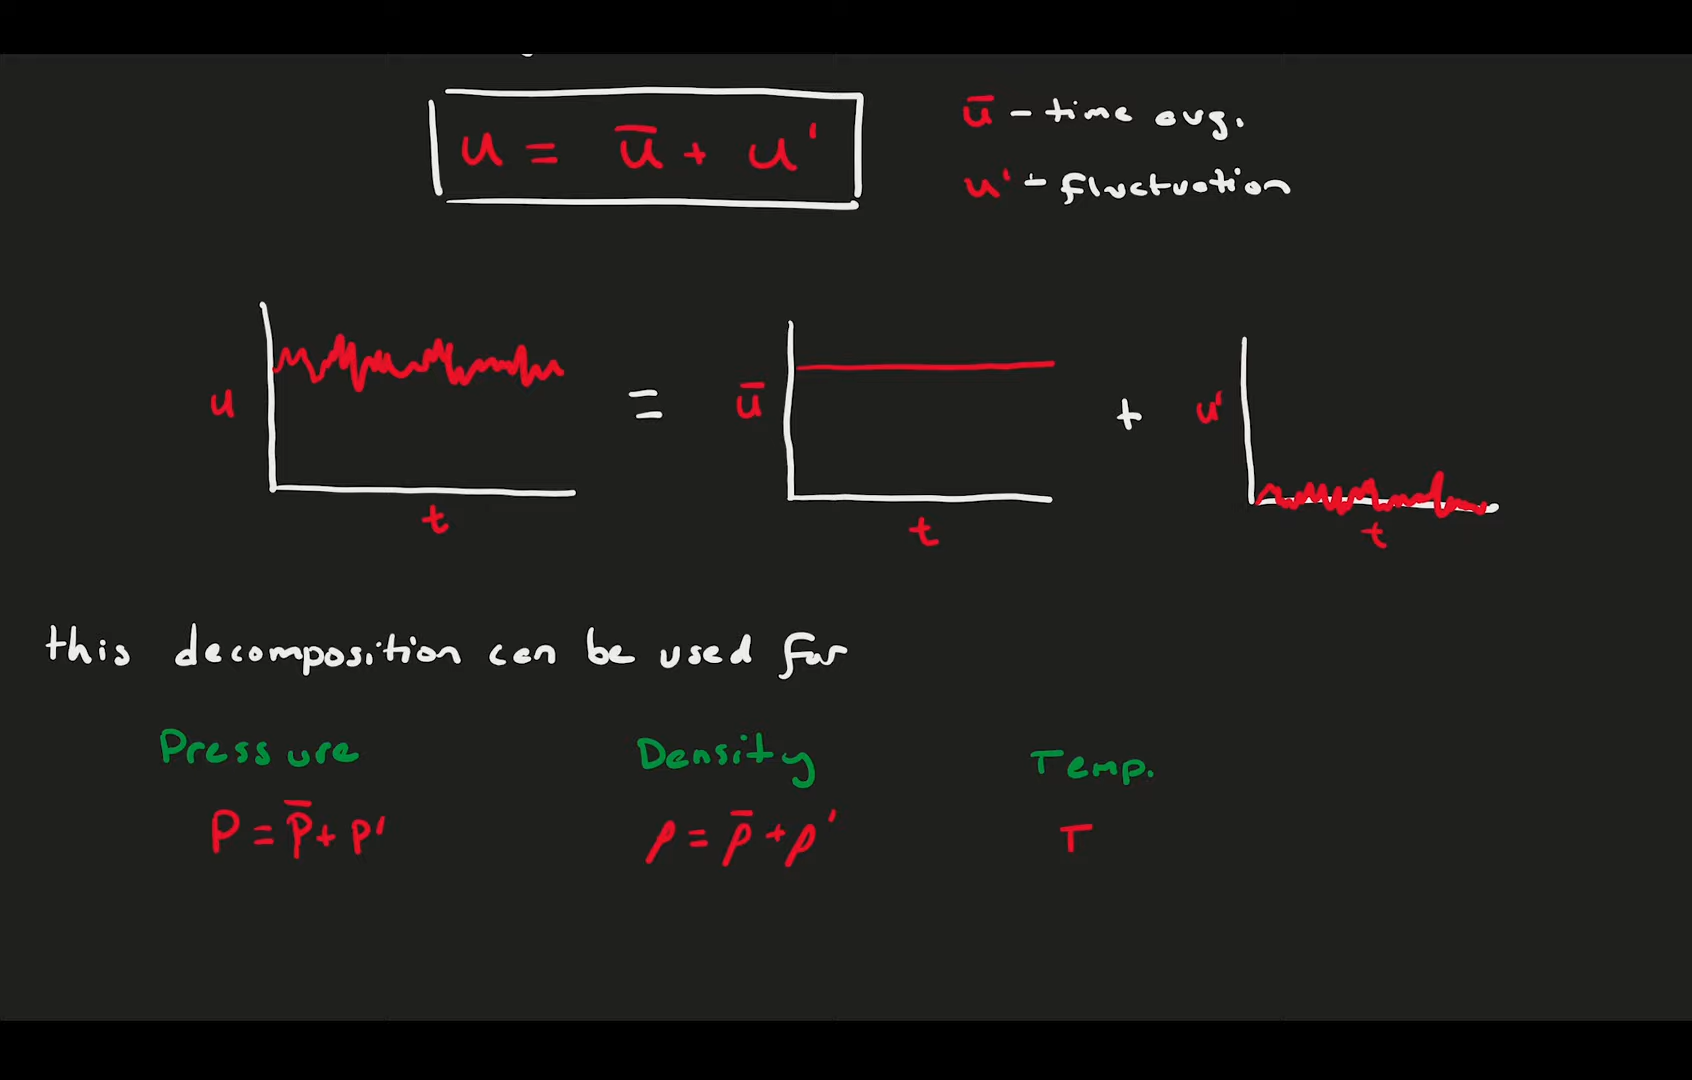 u = ū + u'
ū - time avg.
u' - fluctuation
u = ū + u'
t t t
this decomposition can be used for
Pressure Density Temp.
P = p̄ + p' ρ = ρ̄ + ρ' T